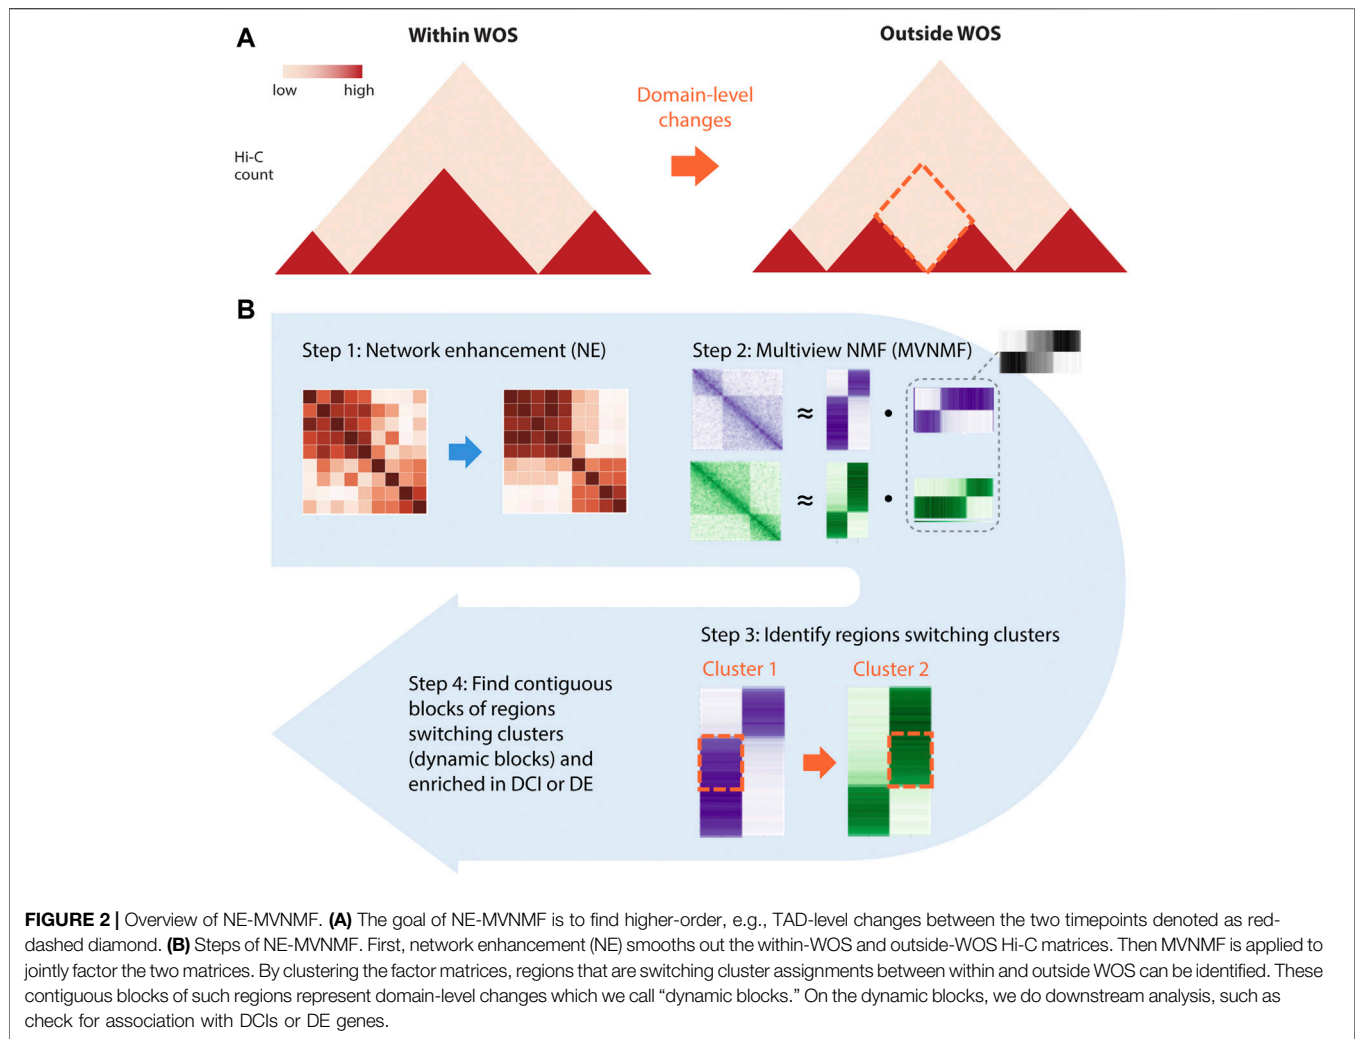 A
Within WOS
Outside WOS
low
high
Domain-level
changes
Hi-C
count
B
Step 1: Network enhancement (NE)
Step 2: Multiview NMF (MVNMF)
≈
•
≈
•
Step 3: Identify regions switching clusters
Cluster 1
Cluster 2
Step 4: Find contiguous
blocks of regions
switching clusters
(dynamic blocks) and
enriched in DCI or DE
FIGURE 2 | Overview of NE-MVNMF. (A) The goal of NE-MVNMF is to find higher-order, e.g., TAD-level changes between the two timepoints denoted as red-
dashed diamond. (B) Steps of NE-MVNMF. First, network enhancement (NE) smooths out the within-WOS and outside-WOS Hi-C matrices. Then MVNMF is applied to
jointly factor the two matrices. By clustering the factor matrices, regions that are switching cluster assignments between within and outside WOS can be identified. These
contiguous blocks of such regions represent domain-level changes which we call “dynamic blocks.” On the dynamic blocks, we do downstream analysis, such as
check for association with DCIs or DE genes.